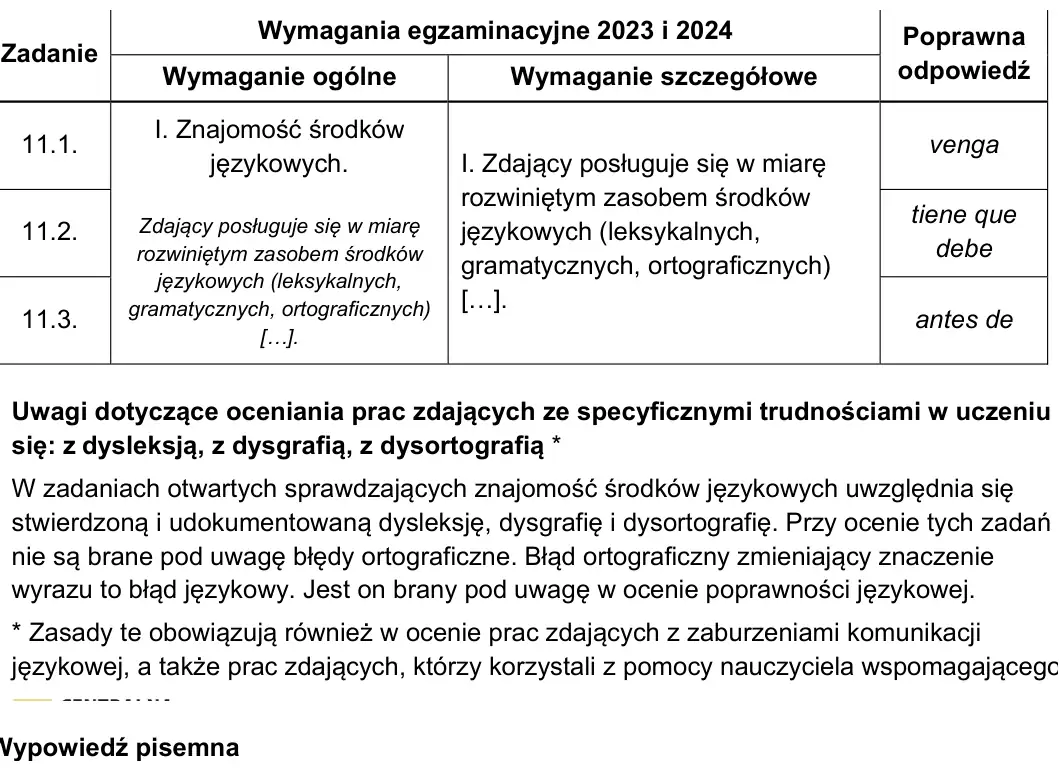 Zadanie
Wymagania egzaminacyjne 2023 i 2024
Poprawna
odpowiedź
Wymaganie ogólne
Wymaganie szczegółowe
11.1.
I. Znajomość środków
językowych.
Zdający posługuje się w miarę
rozwiniętym zasobem środków
językowych (leksykalnych,
gramatycznych, ortograficznych)
[…].
I. Zdający posługuje się w miarę
rozwiniętym zasobem środków
językowych (leksykalnych,
gramatycznych, ortograficznych)
[…].
venga
11.2.
tiene que
debe
11.3.
antes de
Uwagi dotyczące oceniania prac zdających ze specyficznymi trudnościami w uczeniu
się: z dysleksją, z dysgrafią, z dysortografią *
W zadaniach otwartych sprawdzających znajomość środków językowych uwzględnia się
stwierdzoną i udokumentowaną dysleksję, dysgrafię i dysortografię. Przy ocenie tych zadań
nie są brane pod uwagę błędy ortograficzne. Błąd ortograficzny zmieniający znaczenie
wyrazu to błąd językowy. Jest on brany pod uwagę w ocenie poprawności językowej.
* Zasady te obowiązują również w ocenie prac zdających z zaburzeniami komunikacji
językowej, a także prac zdających, którzy korzystali z pomocy nauczyciela wspomagającego
Wypowiedź pisemna